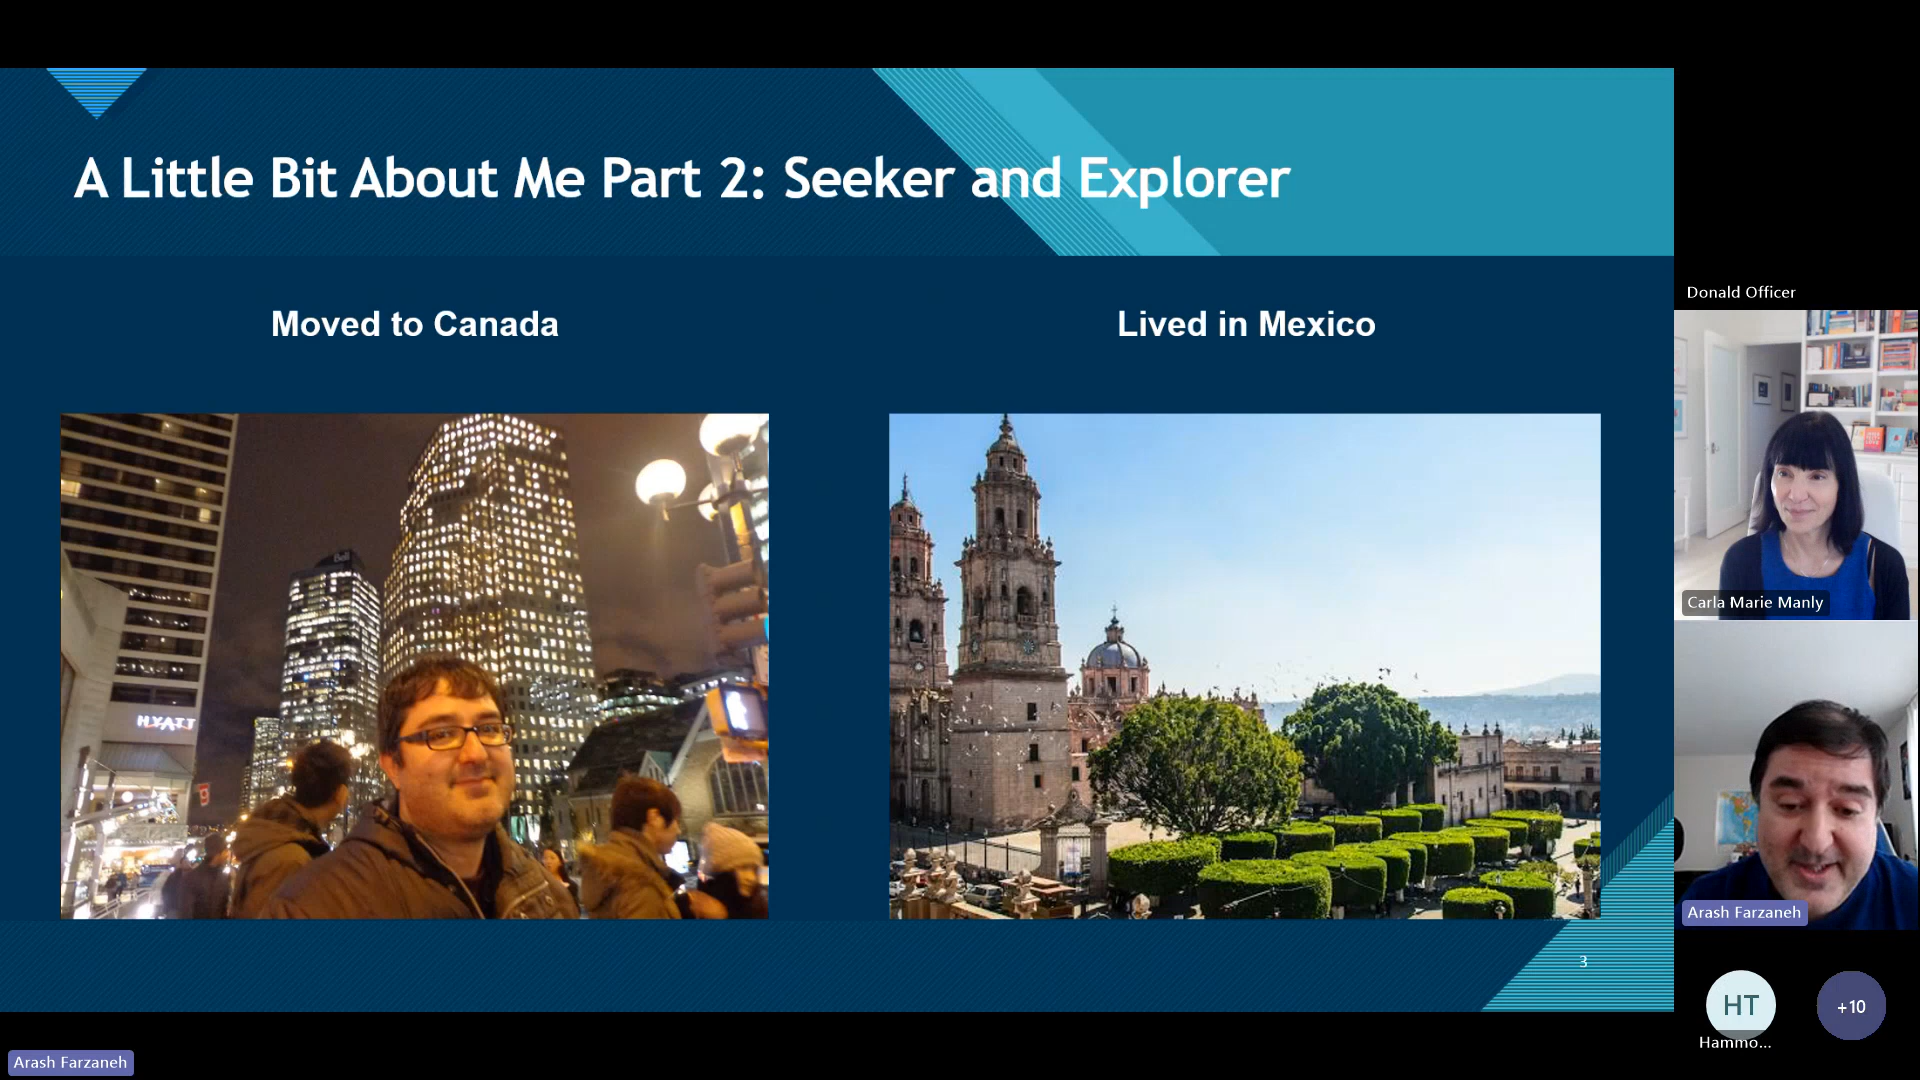 A Little Bit About Me Part 2: Seeker and Explorer
Moved to Canada
Lived in Mexico
Bell
HYATT
3
Donald Officer
Carla Marie Manly
Arash Farzaneh
HT
+10
Hammo...
Arash Farzaneh